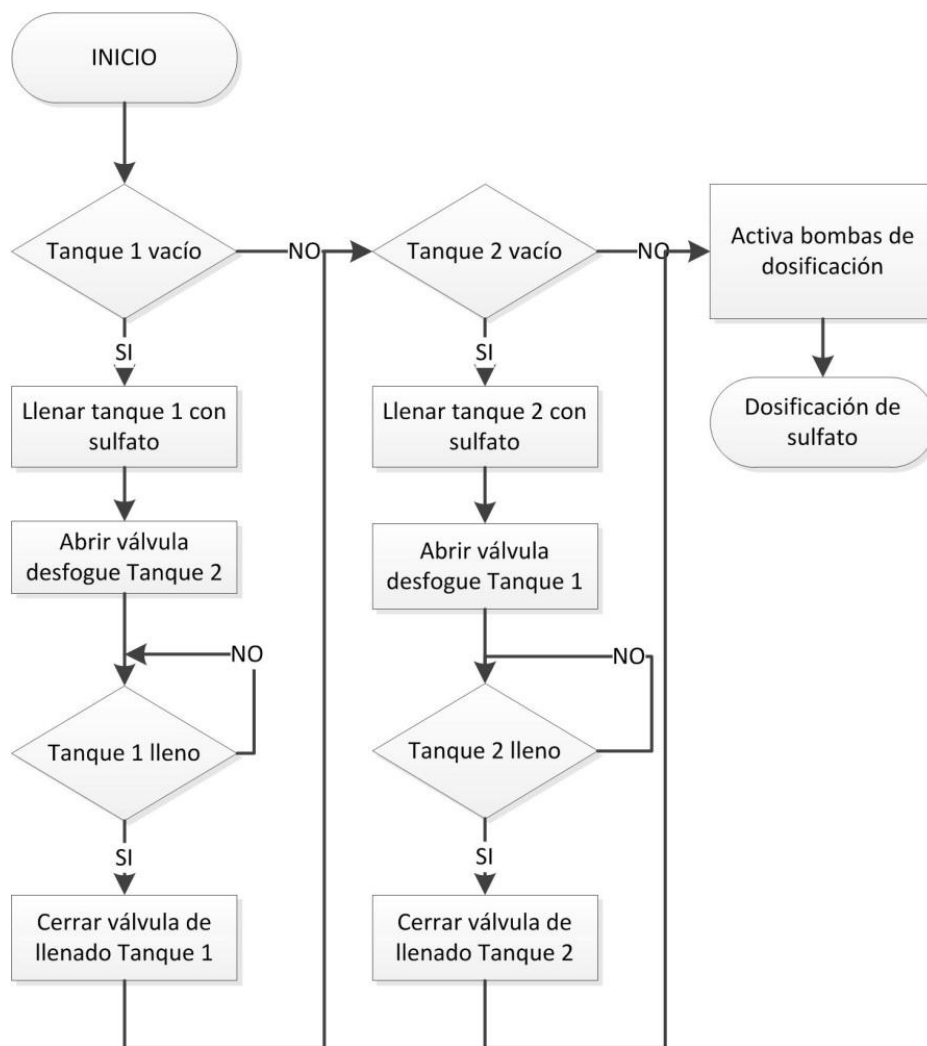 INICIO
Tanque 1 vacío
NO
SI
Llenar tanque 1 con
sulfato
Abrir válvula
desfogue Tanque 2
NO
Tanque 1 lleno
SI
Cerrar válvula de
llenado Tanque 1
Tanque 2 vacío
NO
SI
Llenar tanque 2 con
sulfato
Abrir válvula
desfogue Tanque 1
NO
Tanque 2 lleno
SI
Cerrar válvula de
llenado Tanque 2
Activa bombas de
dosificación
Dosificación de
sulfato